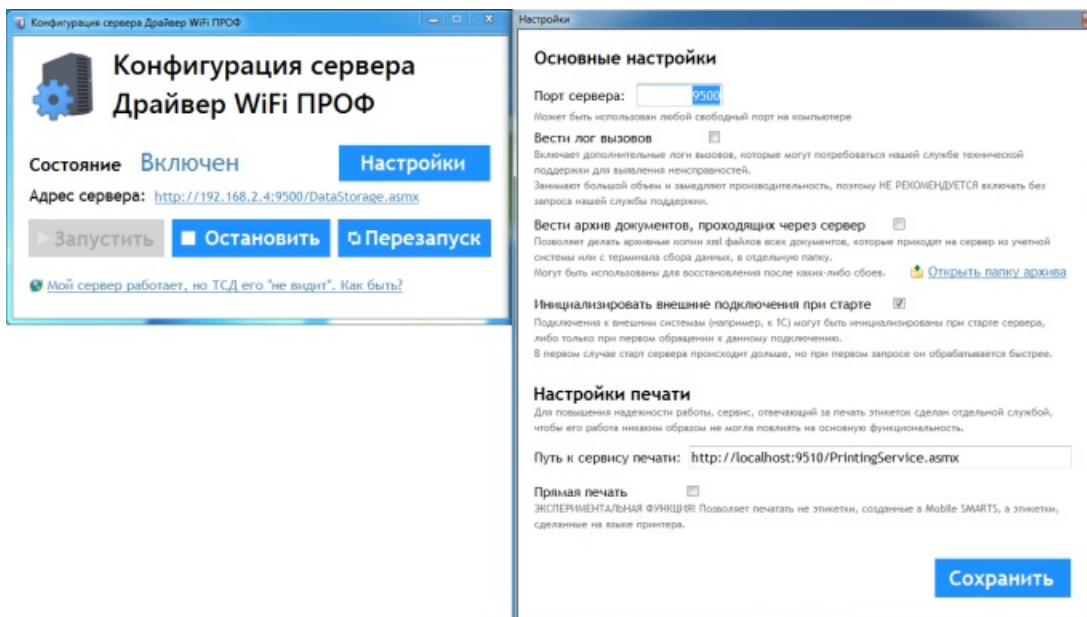 Конфигурация сервера Драйвер WiFi ПРОФ
Конфигурация сервера
Драйвер WiFi ПРОФ
Состояние Включен Настройки
Адрес сервера: http://192.168.2.4:9500/DataStorage.asmx
Запустить Остановить Перезапуск
Мой сервер работает, но ТСД его "не видит". Как быть?
Настройки
Основные настройки
Порт сервера: 9500
Может быть использован любой свободный порт на компьютере
Вести лог вызовов
Включает дополнительные логи вызовов, которые могут потребоваться нашей службе технической
поддержки для выявления неисправностей.
Занимают большой объем и замедляют производительность, поэтому НЕ РЕКОМЕНДУЕТСЯ включать без
запроса нашей службы поддержки.
Вести архив документов, проходящих через сервер
Позволяет делать архивные копии xml файлов всех документов, которые приходят на сервер из учетной
системы или с терминала сбора данных, в отдельную папку.
Могут быть использованы для восстановления после каких-либо сбоев. Открыть папку архива
Инициализировать внешние подключения при старте
Подключения к внешним системам (например, к 1С) могут быть инициализированы при старте сервера,
либо только при первом обращении к данному подключению.
В первом случае старт сервера происходит дольше, но при первом запросе он обрабатывается быстрее.
Настройки печати
Для повышения надежности работы, сервис, отвечающий за печать этикеток сделан отдельной службой,
чтобы его работа никаким образом не могла повлиять на основную функциональность.
Путь к сервису печати: http://localhost:9510/PrintingService.asmx
Прямая печать
ЭКСПЕРИМЕНТАЛЬНАЯ ФУНКЦИЯ! Позволяет печатать не этикетки, созданные в Mobile SMARTS, а этикетки,
сделанные на языке принтера.
Сохранить